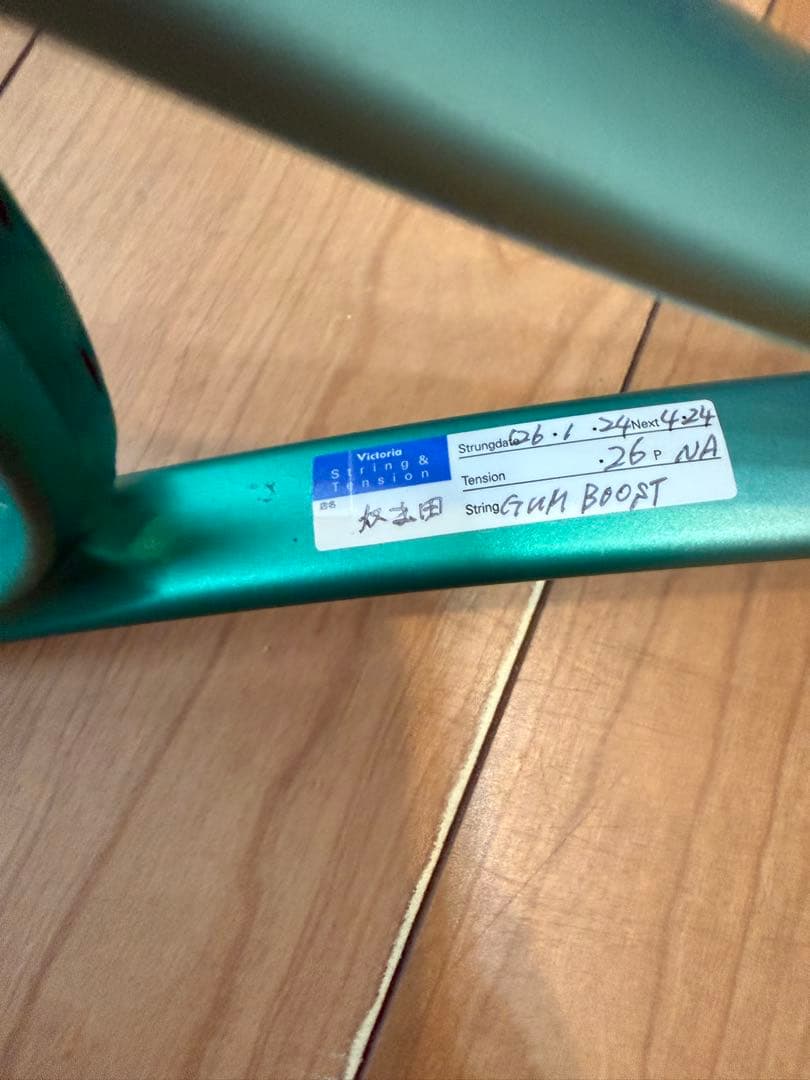 Victoria
String &
Tension
店名
Strungdate '26.1.24 Next 4.24
Tension .26 P NA
String GUM BOOST